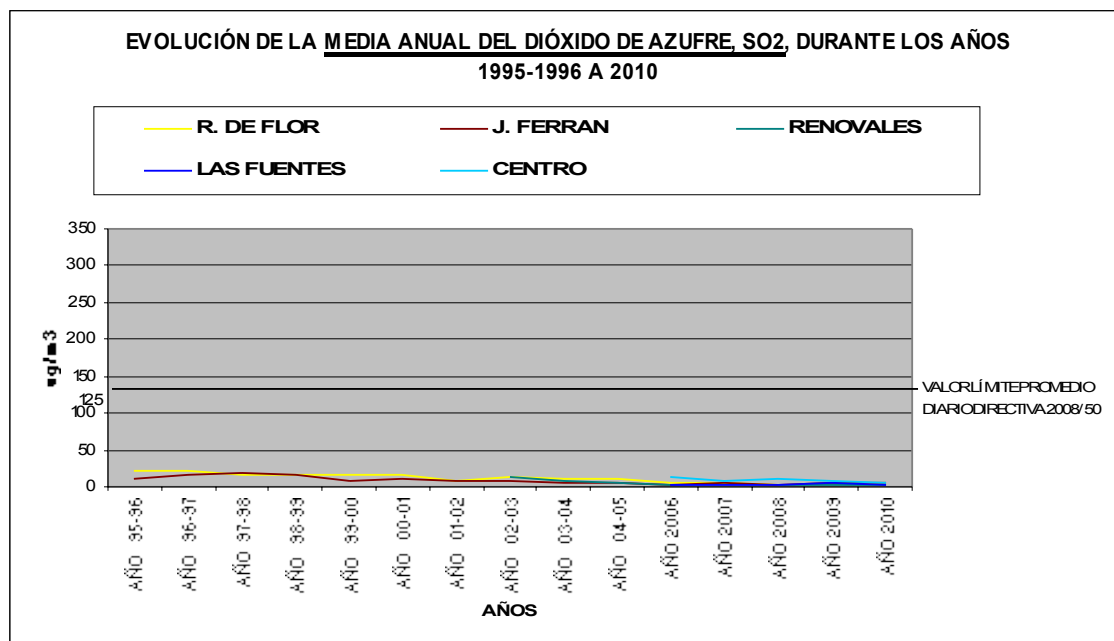 EVOLUCIÓN DE LA MEDIA ANUAL DEL DIÓXIDO DE AZUFRE, SO2, DURANTE LOS AÑOS
1995-1996 A 2010
R. DE FLOR
J. FERRAN
RENOVALES
LAS FUENTES
CENTRO
350
300
250
200
150
125
100
50
0
ug/m3
VALOR LÍMITE PROMEDIO
DIARIO DIRECTIVA 2008/50
AÑO 95-96
AÑO 96-97
AÑO 97-98
AÑO 98-99
AÑO 99-00
AÑO 00-01
AÑO 01-02
AÑO 02-03
AÑO 03-04
AÑO 04-05
AÑO 2006
AÑO 2007
AÑO 2008
AÑO 2009
AÑO 2010
AÑOS